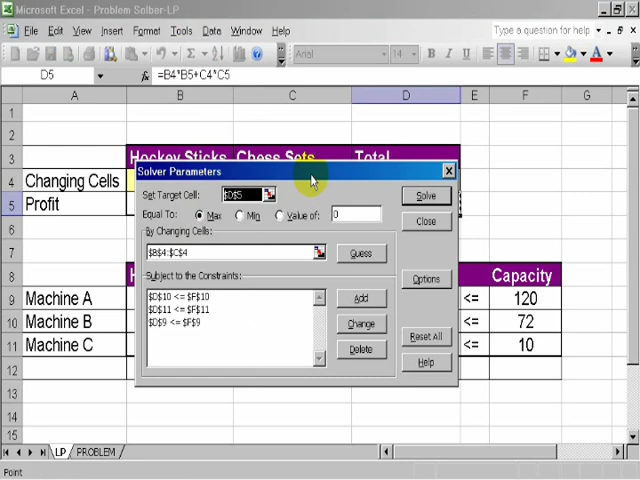 Microsoft Excel - Problem Solber-LP
File Edit View Insert Format Tools Data Window Help
Type a question for help
Arial 14 B I U
D5 fx =B4*B5+C4*C5
A B C D E F G
1
2
3 Hockey Sticks Chess Sets Total
4 Changing Cells
5 Profit
6
7
8 H Capacity
9 Machine A <= 120
10 Machine B <= 72
11 Machine C <= 10
12
13
14
15
Solver Parameters
Set Target Cell: $D$5 Solve
Equal To: Max Min Value of: 0 Close
By Changing Cells:
$B$4:$C$4 Guess
Subject to the Constraints: Options
$D$10 <= $F$10 Add
$D$11 <= $F$11
$D$9 <= $F$9 Change
Reset All
Delete
Help
LP PROBLEM
Point